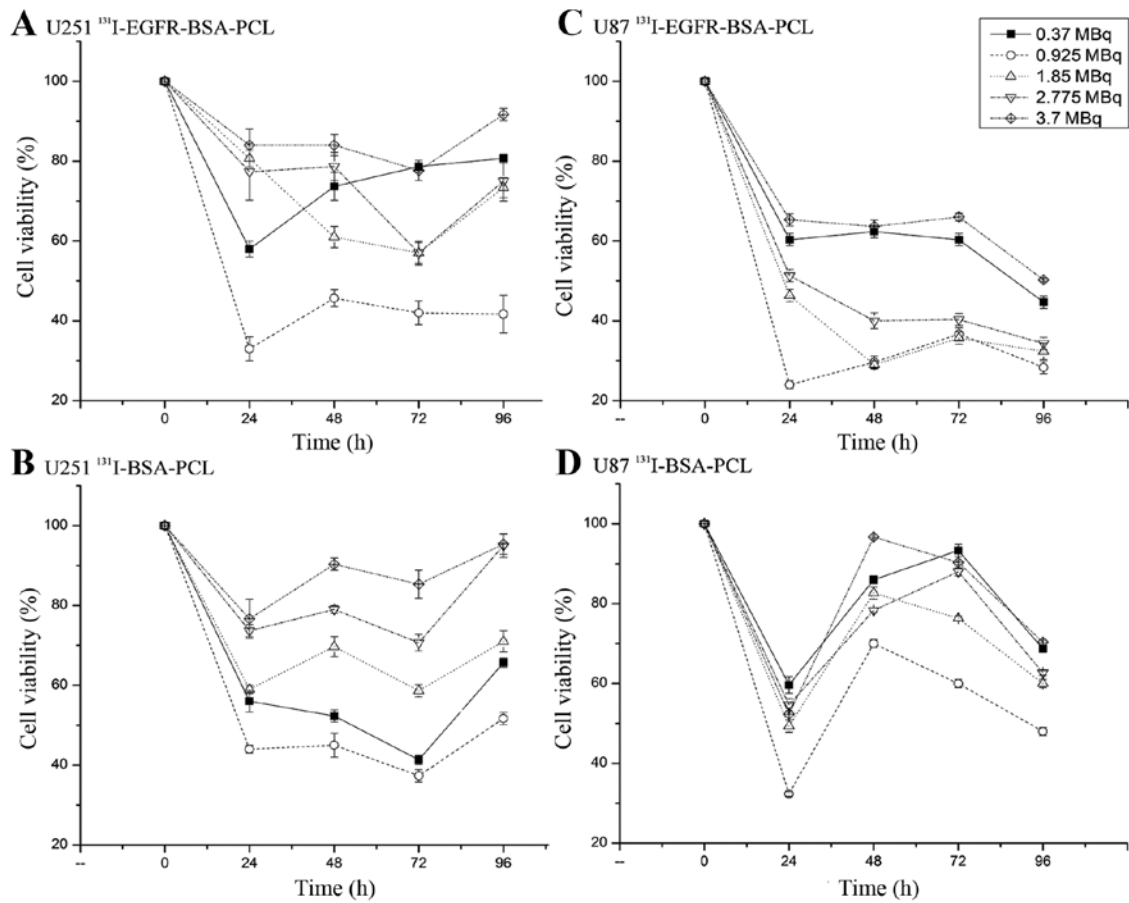 A U251 ¹³¹I-EGFR-BSA-PCL
Cell viability (%)
100
80
60
40
20
--
0
24
48
72
96
Time (h)
C U87 ¹³¹I-EGFR-BSA-PCL
0.37 MBq
0.925 MBq
1.85 MBq
2.775 MBq
3.7 MBq
Cell viability (%)
100
80
60
40
20
--
0
24
48
72
96
Time (h)
B U251 ¹³¹I-BSA-PCL
Cell viability (%)
100
80
60
40
20
--
0
24
48
72
96
Time (h)
D U87 ¹³¹I-BSA-PCL
Cell viability (%)
100
80
60
40
20
--
0
24
48
72
96
Time (h)